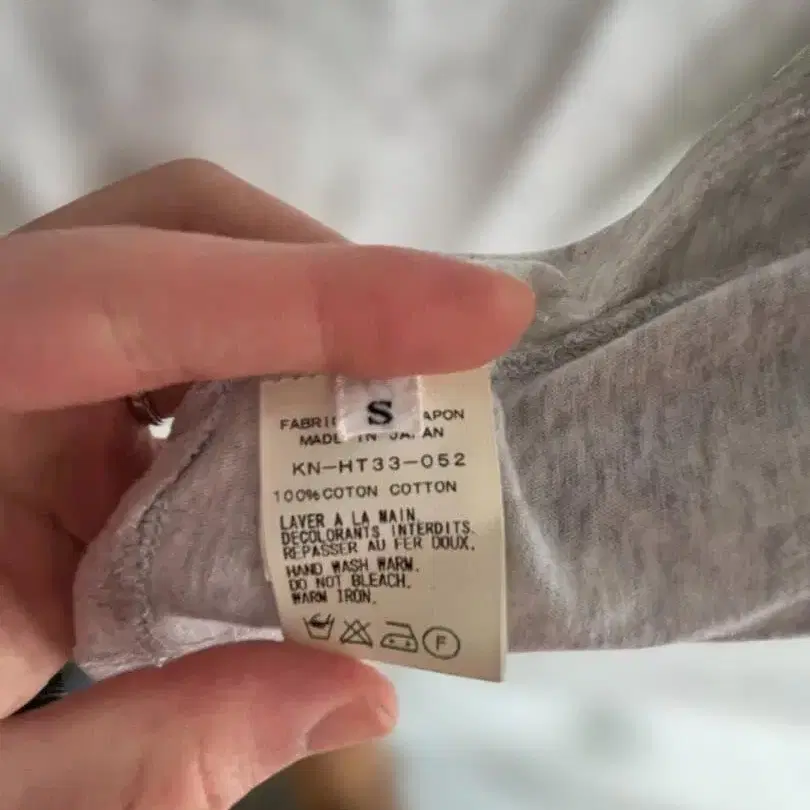 S
FABRI APON
MADE IN JAPAN
KN-HT33-052
100%COTON COTTON
LAVER A LA MAIN
DECOLORANTS INTERDITS.
REPASSER AU FER DOUX.
HAND WASH WARM.
DO NOT BLEACH.
WARM IRON.
F